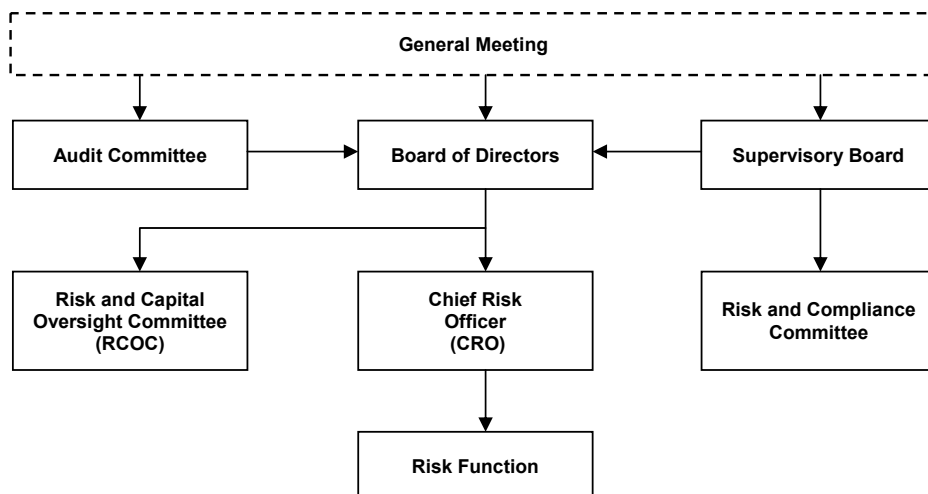 General Meeting
Audit Committee
Board of Directors
Supervisory Board
Risk and Capital
Oversight Committee
(RCOC)
Chief Risk
Officer
(CRO)
Risk and Compliance
Committee
Risk Function